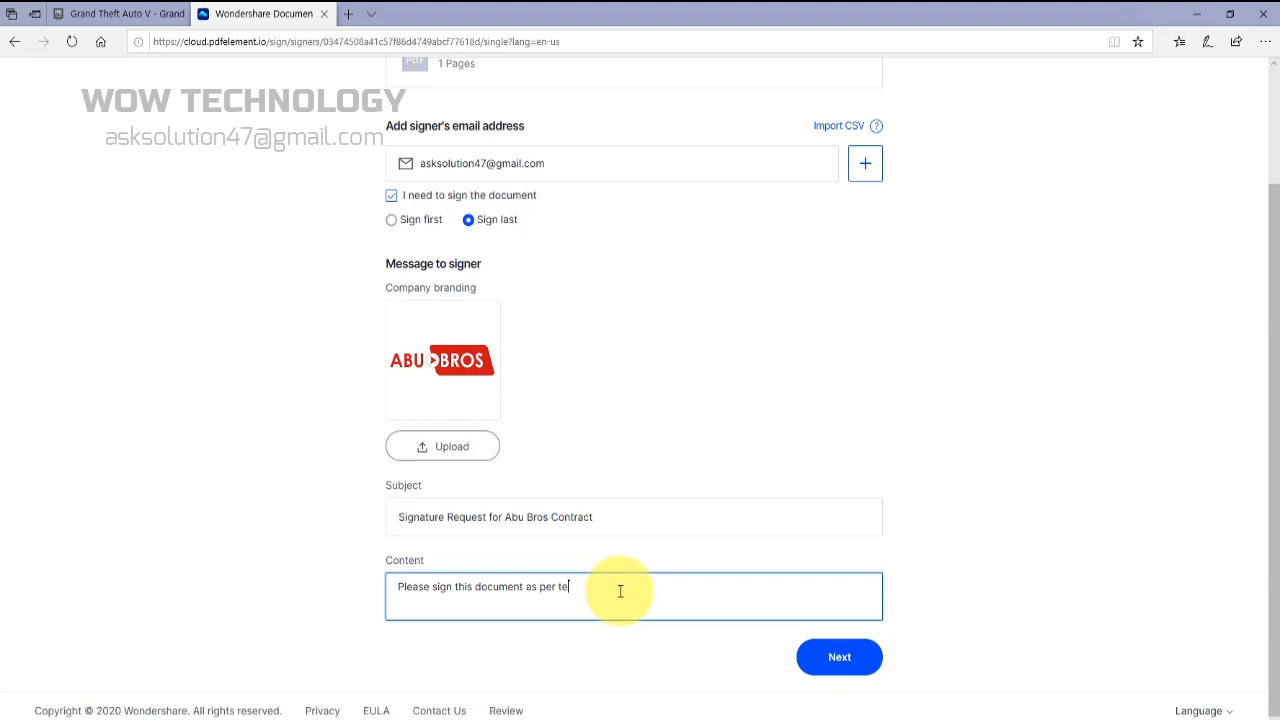 Grand Theft Auto V - Grand
Wondershare Documen
https://cloud.pdfelement.io/sign/signers/03474508a41c57f86d4749abcf77618d/single?lang=en-us
PDF
1 Pages
WOW TECHNOLOGY
asksolution47@gmail.com
Add signer's email address
Import CSV ?
asksolution47@gmail.com
I need to sign the document
Sign first
Sign last
Message to signer
Company branding
ABU BROS
Upload
Subject
Signature Request for Abu Bros Contract
Content
Please sign this document as per te
Next
Copyright © 2020 Wondershare. All rights reserved.
Privacy
EULA
Contact Us
Review
Language